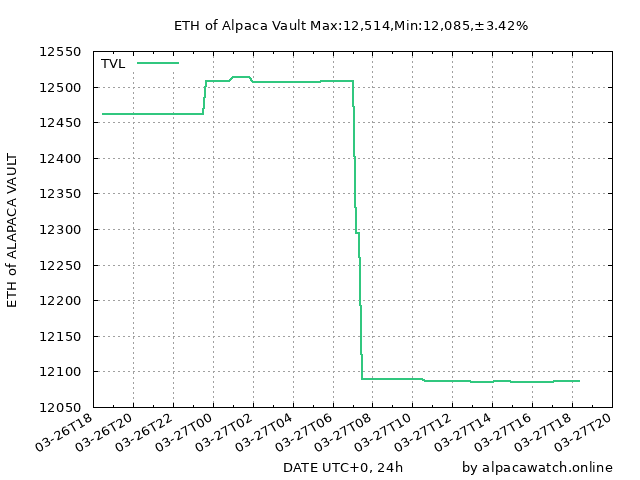 ETH of Alpaca Vault Max:12,514,Min:12,085,±3.42%
TVL
12550
12500
12450
12400
12350
12300
12250
12200
12150
12100
12050
ETH of ALAPACA VAULT
03-26T18
03-26T20
03-26T22
03-27T00
03-27T02
03-27T04
03-27T06
03-27T08
03-27T10
03-27T12
03-27T14
03-27T16
03-27T18
03-27T20
DATE UTC+0, 24h
by alpacawatch.online